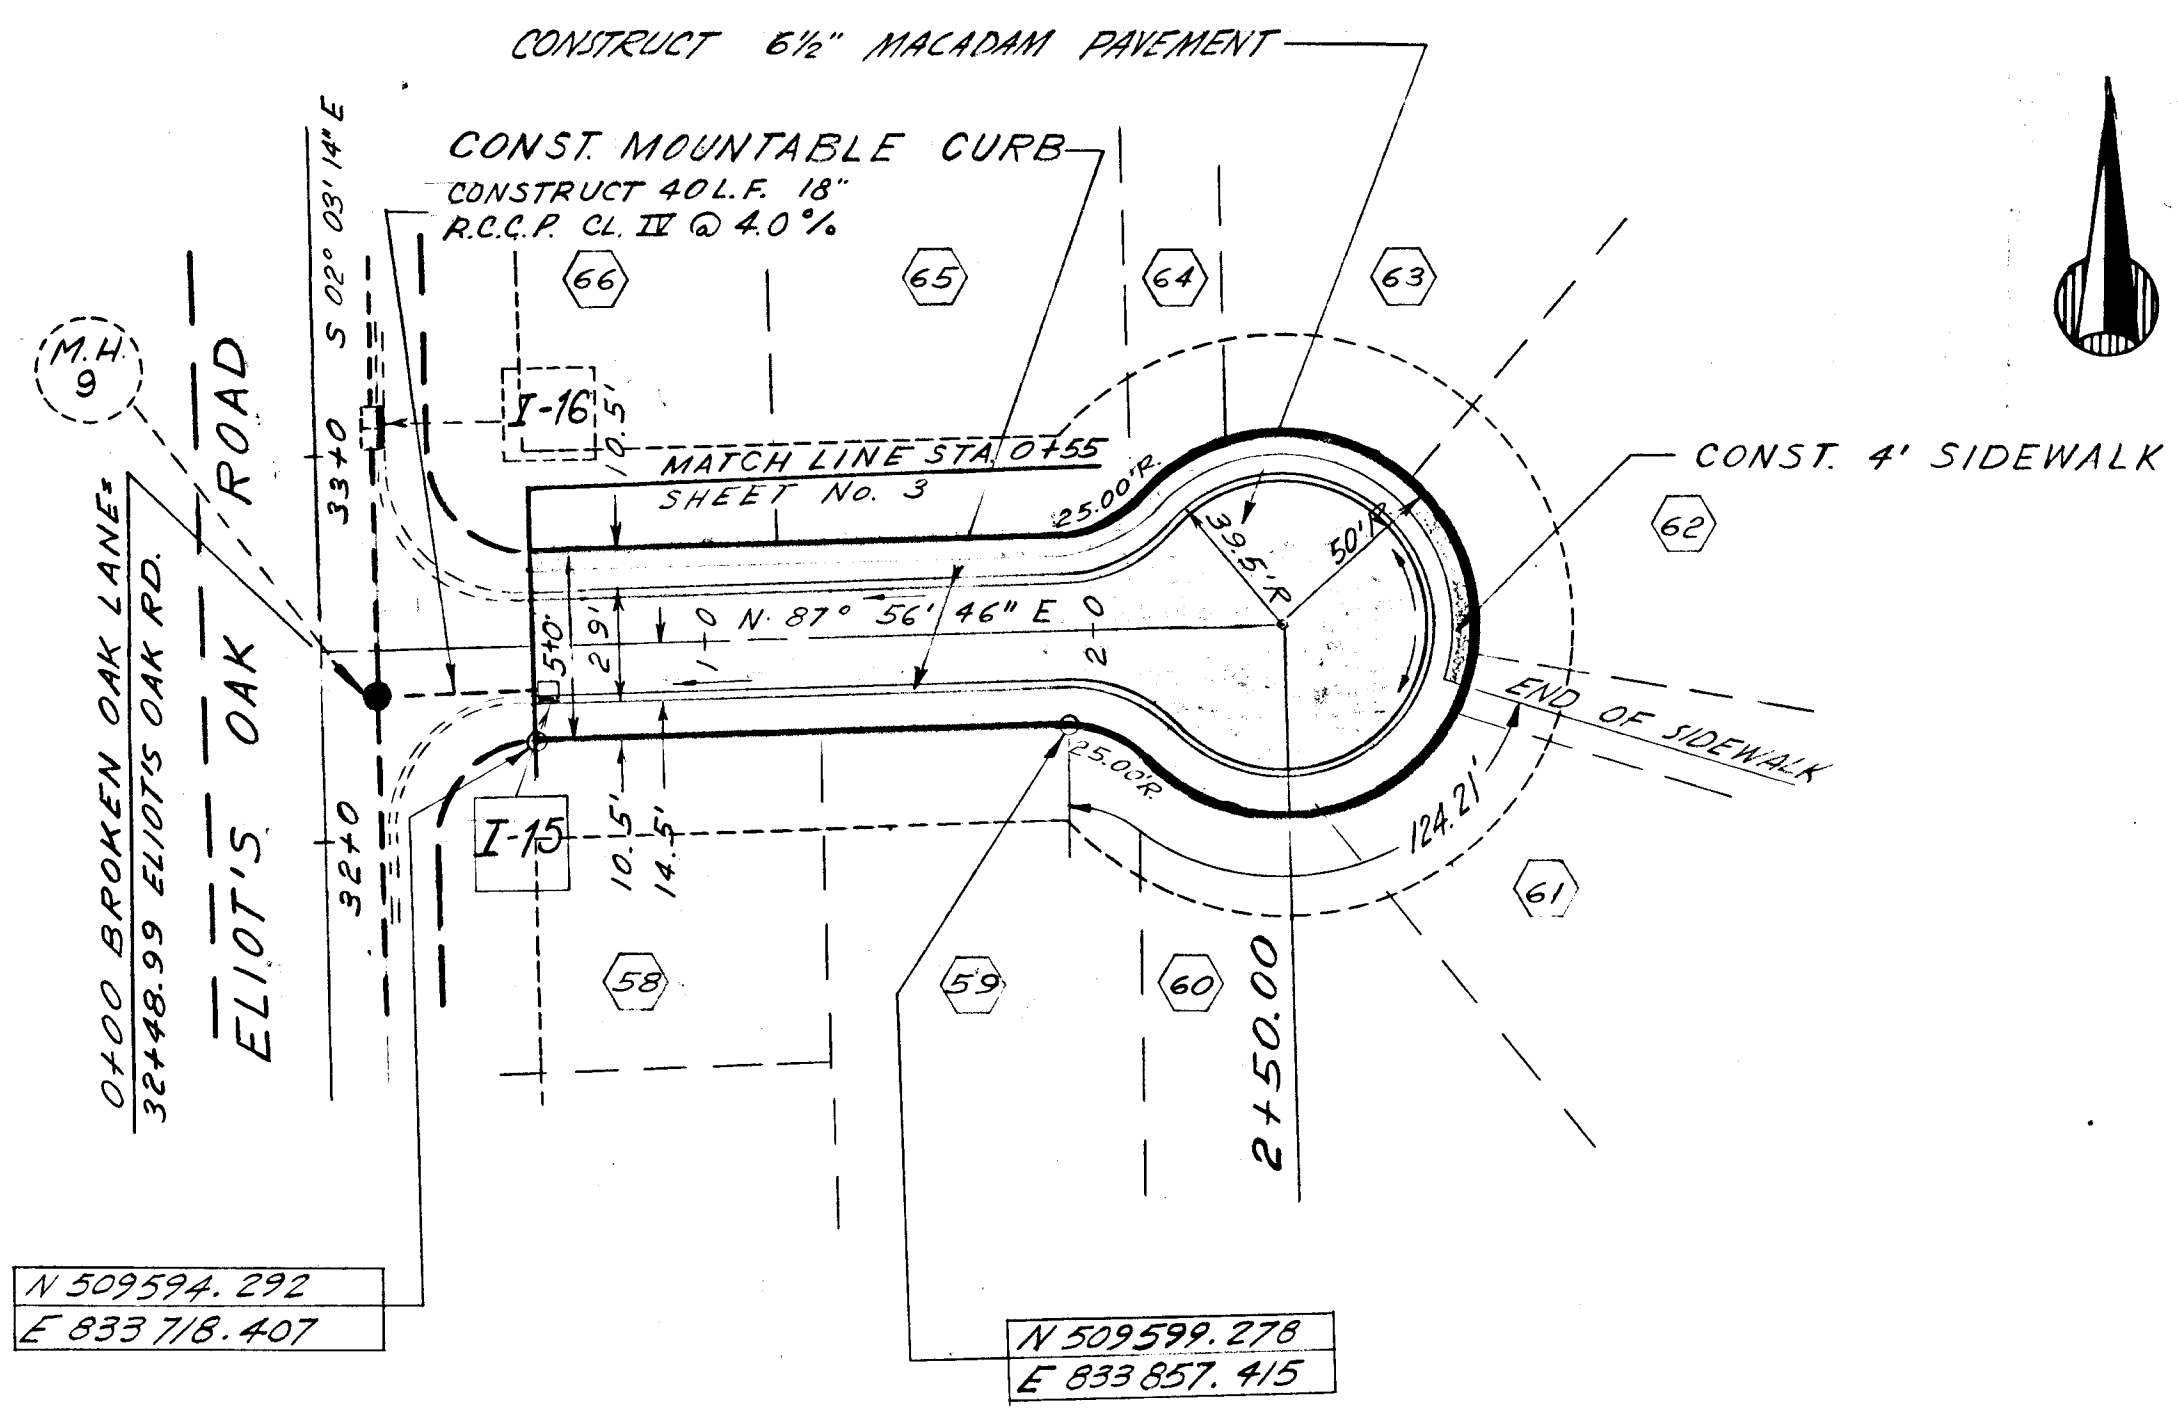 CONSTRUCT 6½" MACADAM PAVEMENT
CONST. MOUNTABLE CURB
CONSTRUCT 40 L.F. 18"
R.C.C.P. CL. IV @ 4.0 %
S 02° 03' 14" E
66
65
64
63
M.H.
9
I-16
10.5'
33+0
ELIOT'S OAK ROAD
MATCH LINE STA. 0+55
SHEET No. 3
25.00'R.
CONST. 4' SIDEWALK
62
39.5'R
50'R
N. 87° 56' 46" E
1-0
2-0
29'
0+00 BROKEN OAK LANE=
32+48.99 ELIOT'S OAK RD.
END OF SIDEWALK
25.00'R.
124.21'
I-15
10.5'
14.5'
32+0
61
58
59
60
2+50.00
N 509594.292
E 833718.407
N 509599.278
E 833857.415